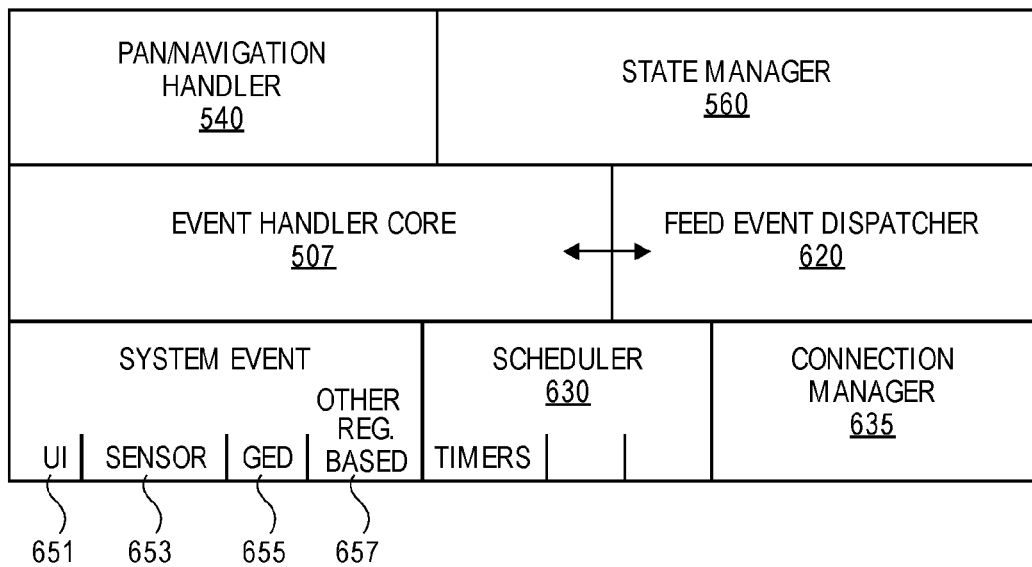 PAN/NAVIGATION
HANDLER
540
STATE MANAGER
560
EVENT HANDLER CORE
507
FEED EVENT DISPATCHER
620
SYSTEM EVENT
UI
SENSOR
GED
OTHER
REG.
BASED
SCHEDULER
630
TIMERS
CONNECTION
MANAGER
635
651
653
655
657